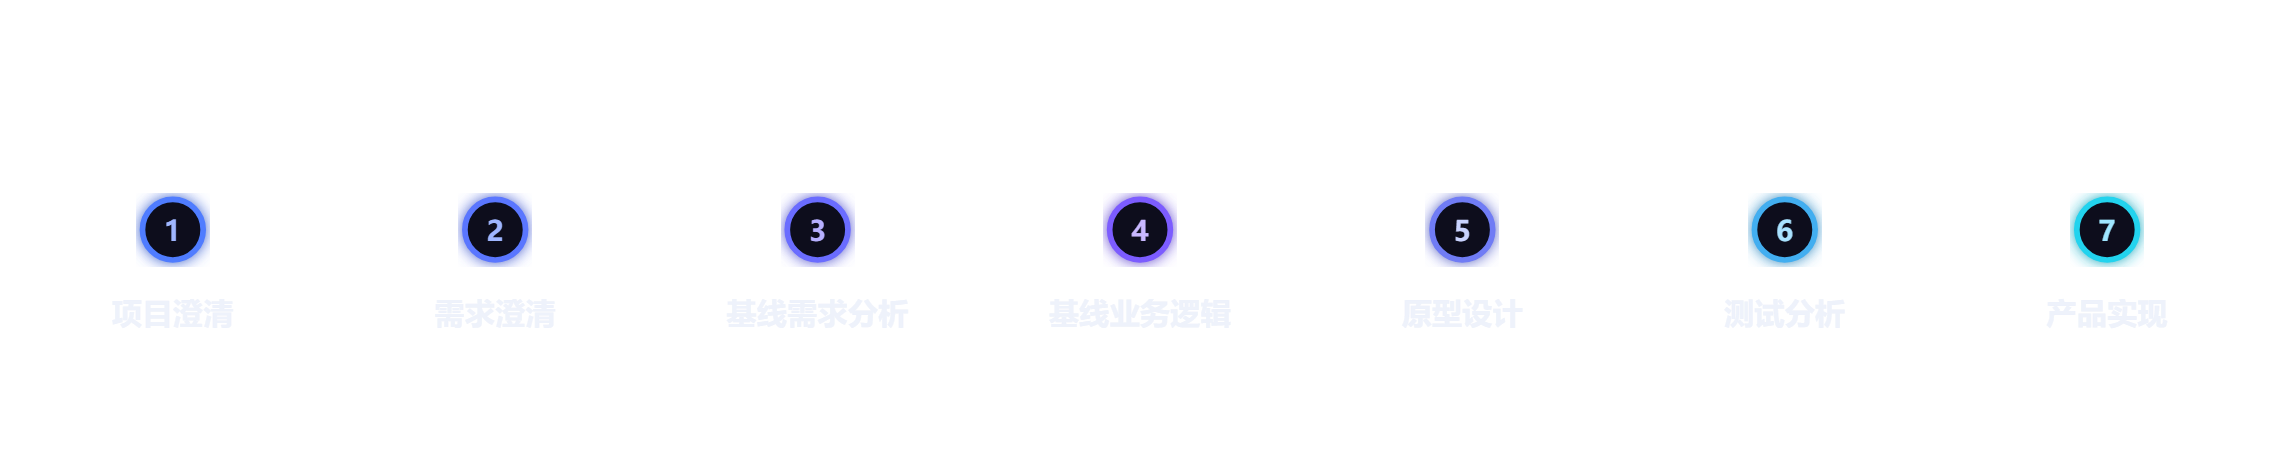 1 2 3 4 5 6 7
项目澄清 需求澄清 基线需求分析 基线业务逻辑 原型设计 测试分析 产品实现